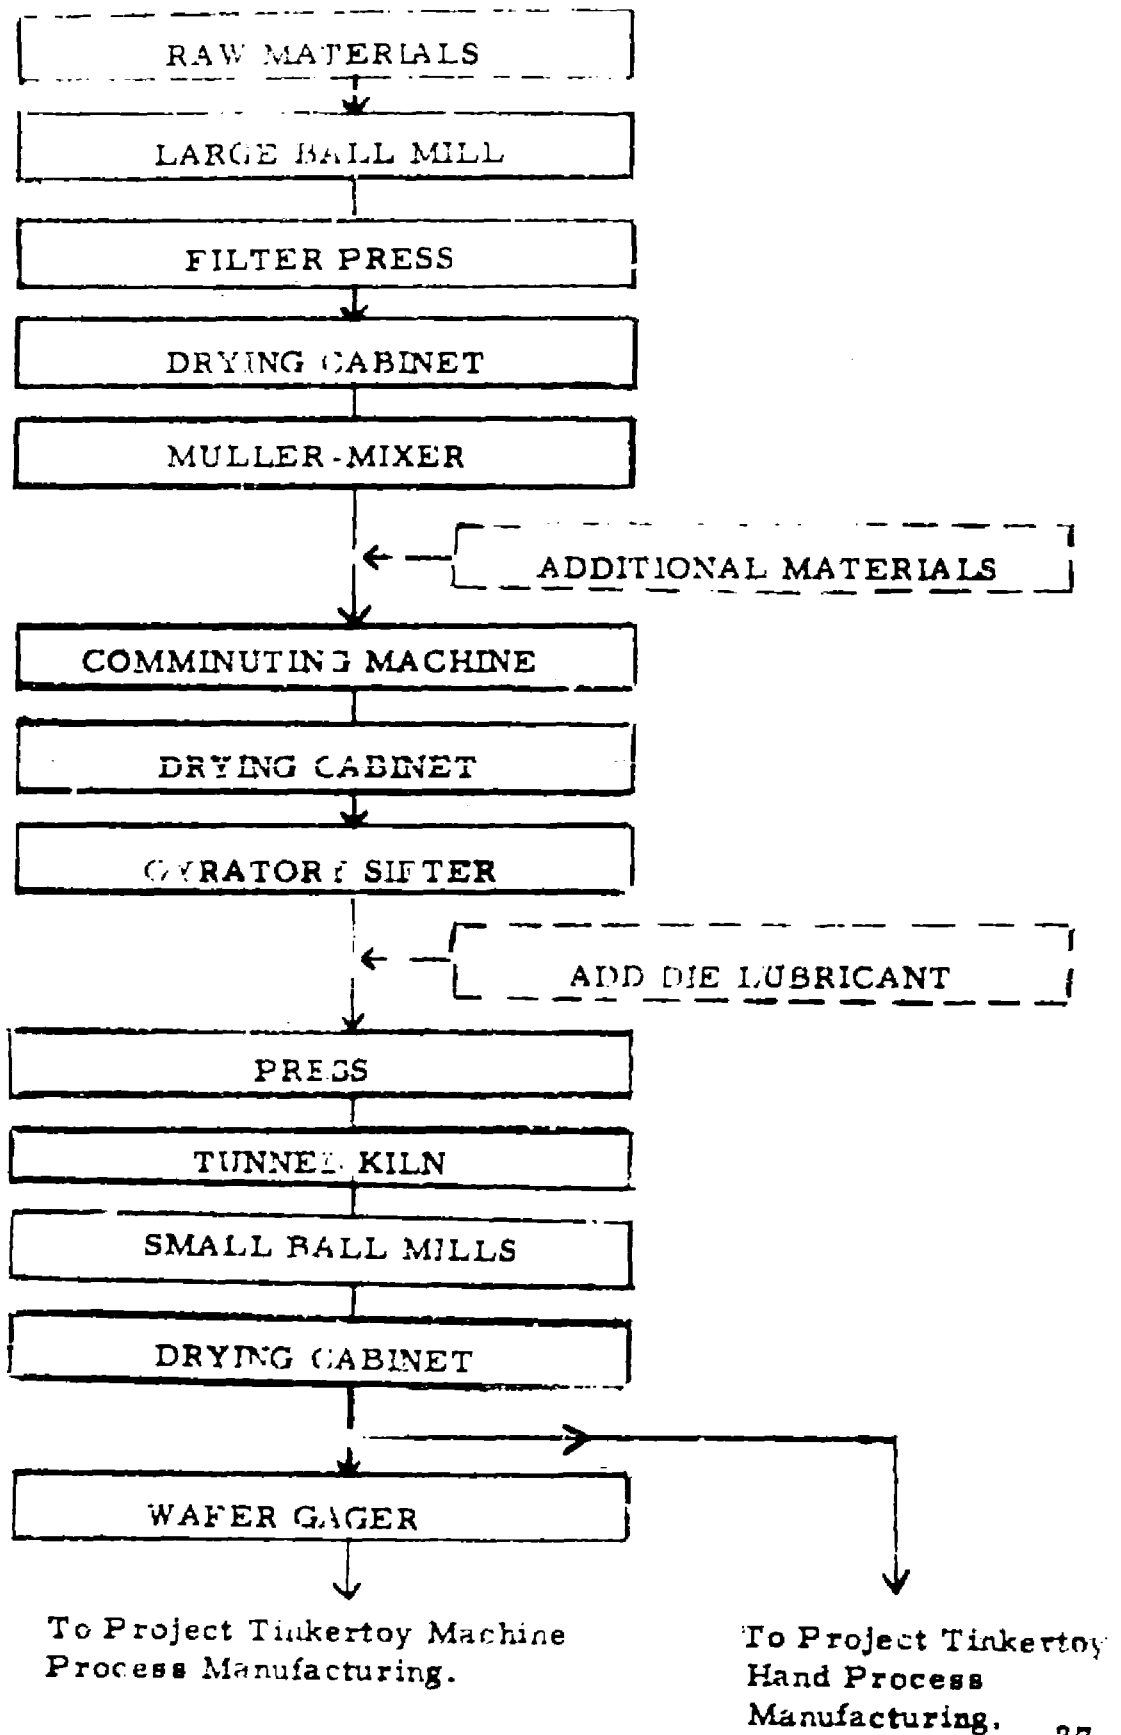 RAW MATERIALS
LARGE BALL MILL
FILTER PRESS
DRYING CABINET
MULLER-MIXER
ADDITIONAL MATERIALS
COMMINUTING MACHINE
DRYING CABINET
GYRATORY SIFTER
ADD DIE LUBRICANT
PRESS
TUNNEL KILN
SMALL BALL MILLS
DRYING CABINET
WAFER GAGER
To Project Tinkertoy Machine
Process Manufacturing.
To Project Tinkertoy
Hand Process
Manufacturing.